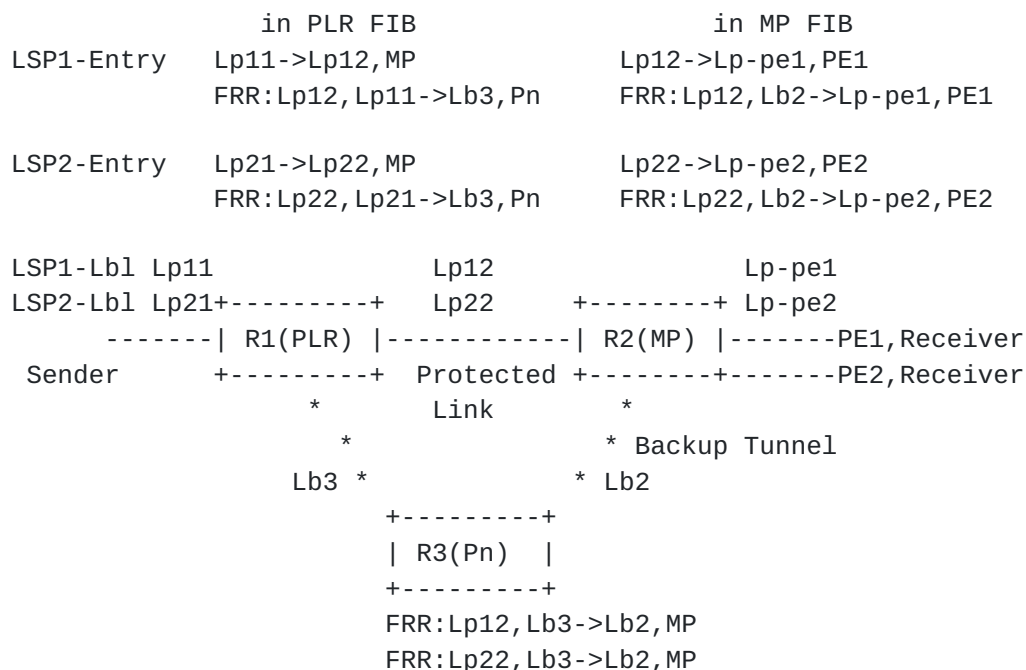 in PLR FIB                   in MP FIB
LSP1-Entry   Lp11->Lp12,MP            Lp12->Lp-pe1,PE1
             FRR:Lp12,Lp11->Lb3,Pn    FRR:Lp12,Lb2->Lp-pe1,PE1
LSP2-Entry   Lp21->Lp22,MP            Lp22->Lp-pe2,PE2
             FRR:Lp22,Lp21->Lb3,Pn    FRR:Lp22,Lb2->Lp-pe2,PE2
LSP1-Lbl Lp11              Lp12               Lp-pe1
LSP2-Lbl Lp21+---------+   Lp22     +--------+ Lp-pe2
      -------| R1(PLR) |------------| R2(MP) |-------PE1,Receiver
 Sender      +---------+  Protected +--------+-------PE2,Receiver
                   *       Link        *
                     *                * Backup Tunnel
                  Lb3 *             * Lb2
                        +---------+
                        | R3(Pn)  |
                        +---------+
                        FRR:Lp12,Lb3->Lb2,MP
                        FRR:Lp22,Lb3->Lb2,MP